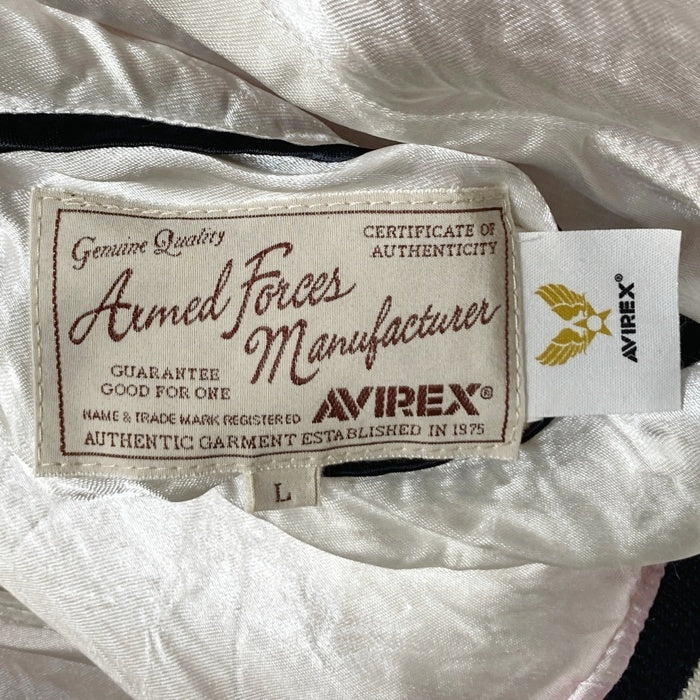 Genuine Quality
CERTIFICATE OF
AUTHENTICITY
Armed Forces
Manufacturer
GUARANTEE
GOOD FOR ONE
AVIREX®
NAME & TRADE MARK REGISTERED
AUTHENTIC GARMENT ESTABLISHED IN 1975
L
AVIREX®